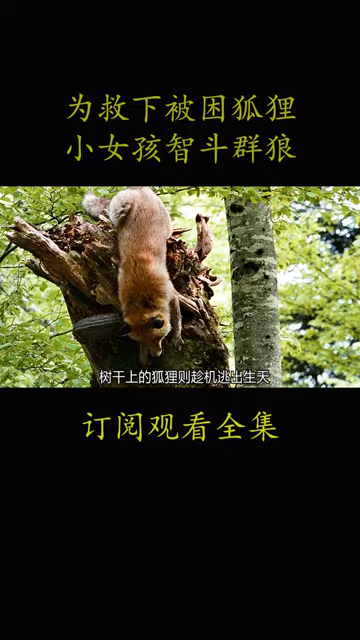 为救下被困狐狸
小女孩智斗群狼
树干上的狐狸则趁机逃出生天
订阅观看全集